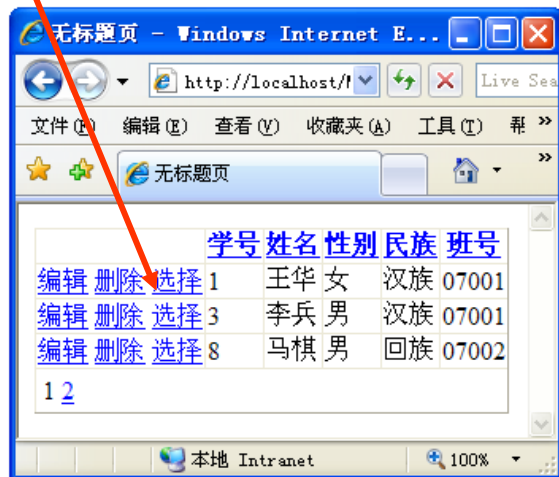 无标题页 - Windows Internet E...
http://localhost/ Live Sea
文件(F) 编辑(E) 查看(V) 收藏夹(A) 工具(T) »
无标题页 »
学号 姓名 性别 民族 班号
编辑 删除 选择 1 王华 女 汉族 07001
编辑 删除 选择 3 李兵 男 汉族 07001
编辑 删除 选择 8 马棋 男 回族 07002
1 2
本地 Intranet 100%